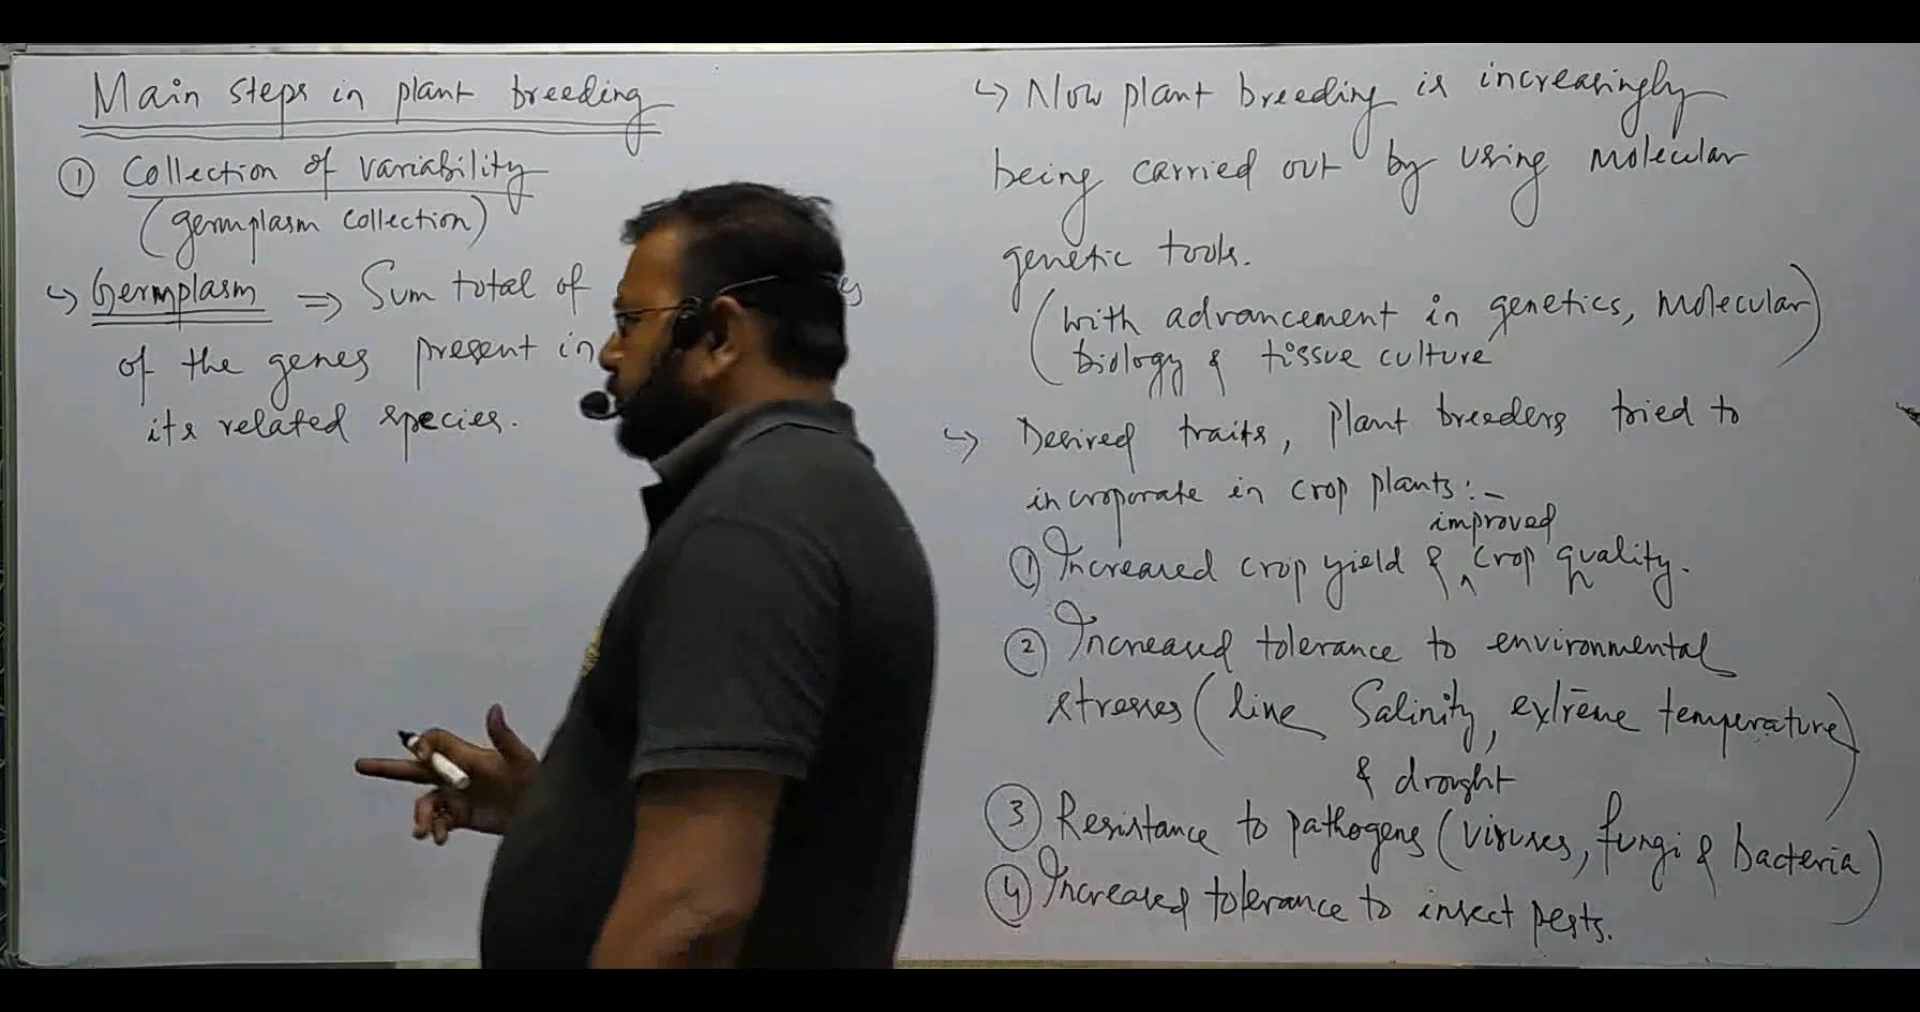 Main steps in plant breeding
① Collection of variability
(germplasm collection)
↳ Germplasm ⇒ Sum total of
of the genes present in
its related species.
↳ Now plant breeding is increasingly
being carried out by using molecular
genetic tools.
(with advancement in genetics, molecular
biology & tissue culture)
↳ Desired traits, plant breeders tried to
incroporate in crop plants:-
improved
① Increased crop yield & ^ crop quality.
② Increased tolerance to environmental
stresses (like Salinity, extreme temperature)
& drought
③ Resistance to pathogens (viruses, fungi & bacteria)
④ Increased tolerance to insect pests.